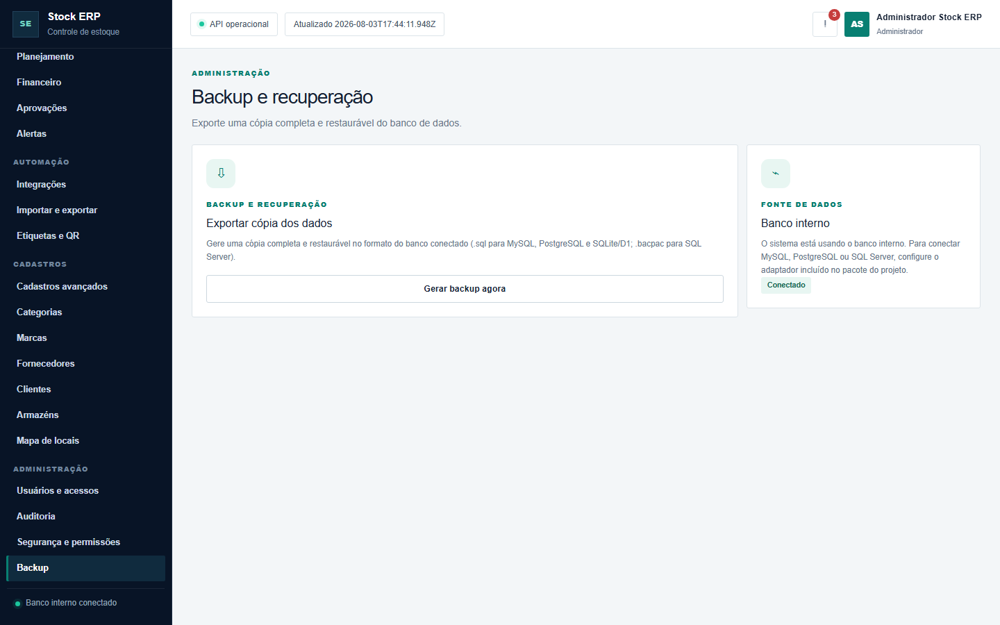 SE
Stock ERP
Controle de estoque
Planejamento
Financeiro
Aprovações
Alertas
AUTOMAÇÃO
Integrações
Importar e exportar
Etiquetas e QR
CADASTROS
Cadastros avançados
Categorias
Marcas
Fornecedores
Clientes
Armazéns
Mapa de locais
ADMINISTRAÇÃO
Usuários e acessos
Auditoria
Segurança e permissões
Backup
Banco interno conectado
API operacional
Atualizado 2026-08-03T17:44:11.948Z
!
3
AS
Administrador Stock ERP
Administrador
ADMINISTRAÇÃO
Backup e recuperação
Exporte uma cópia completa e restaurável do banco de dados.
BACKUP E RECUPERAÇÃO
Exportar cópia dos dados
Gere uma cópia completa e restaurável no formato do banco conectado (.sql para MySQL, PostgreSQL e SQLite/D1; .bacpac para SQL
Server).
Gerar backup agora
FONTE DE DADOS
Banco interno
O sistema está usando o banco interno. Para conectar
MySQL, PostgreSQL ou SQL Server, configure o
adaptador incluído no pacote do projeto.
Conectado